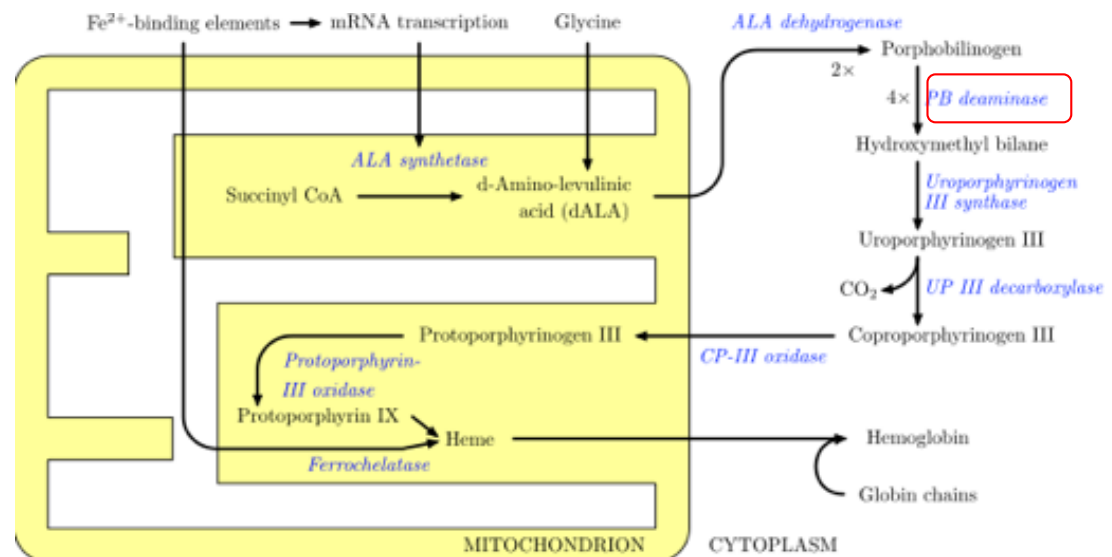 Fe²⁺-binding elements
mRNA transcription
Glycine
ALA dehydrogenase
Porphobilinogen
2×
4×
PB deaminase
Hydroxymethyl bilane
ALA synthetase
Succinyl CoA
d-Amino-levulinic
acid (dALA)
Uroporphyrinogen
III synthase
Uroporphyrinogen III
CO₂
UP III decarboxylase
Protoporphyrinogen III
Coproporphyrinogen III
CP-III oxidase
Protoporphyrin-
III oxidase
Protoporphyrin IX
Heme
Hemoglobin
Ferrochelatase
Globin chains
MITOCHONDRION
CYTOPLASM